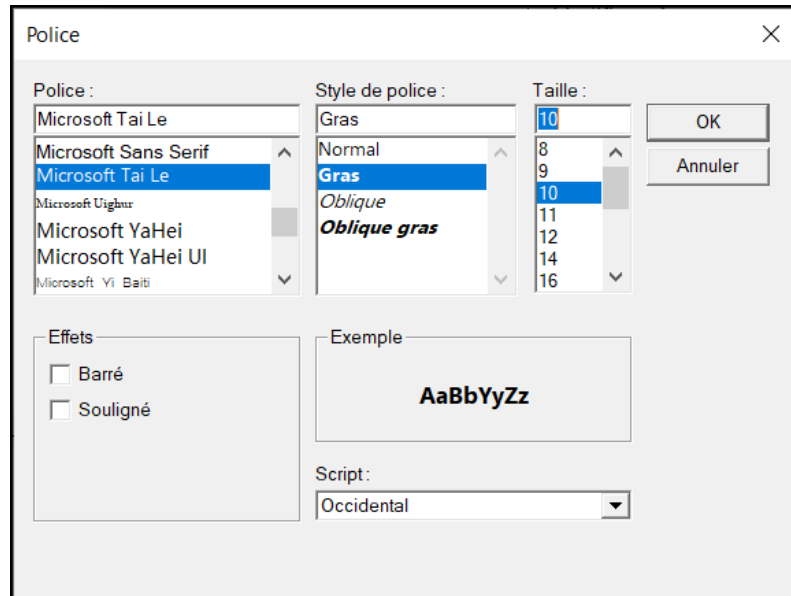 Police
Police :
Microsoft Tai Le
Microsoft Sans Serif
Microsoft Tai Le
Microsoft Uighur
Microsoft YaHei
Microsoft YaHei UI
Microsoft Yi Baiti
Style de police :
Gras
Normal
Gras
Oblique
Oblique gras
Taille :
10
8
9
10
11
12
14
16
OK
Annuler
Effets
Barré
Souligné
Exemple
AaBbYyZz
Script :
Occidental